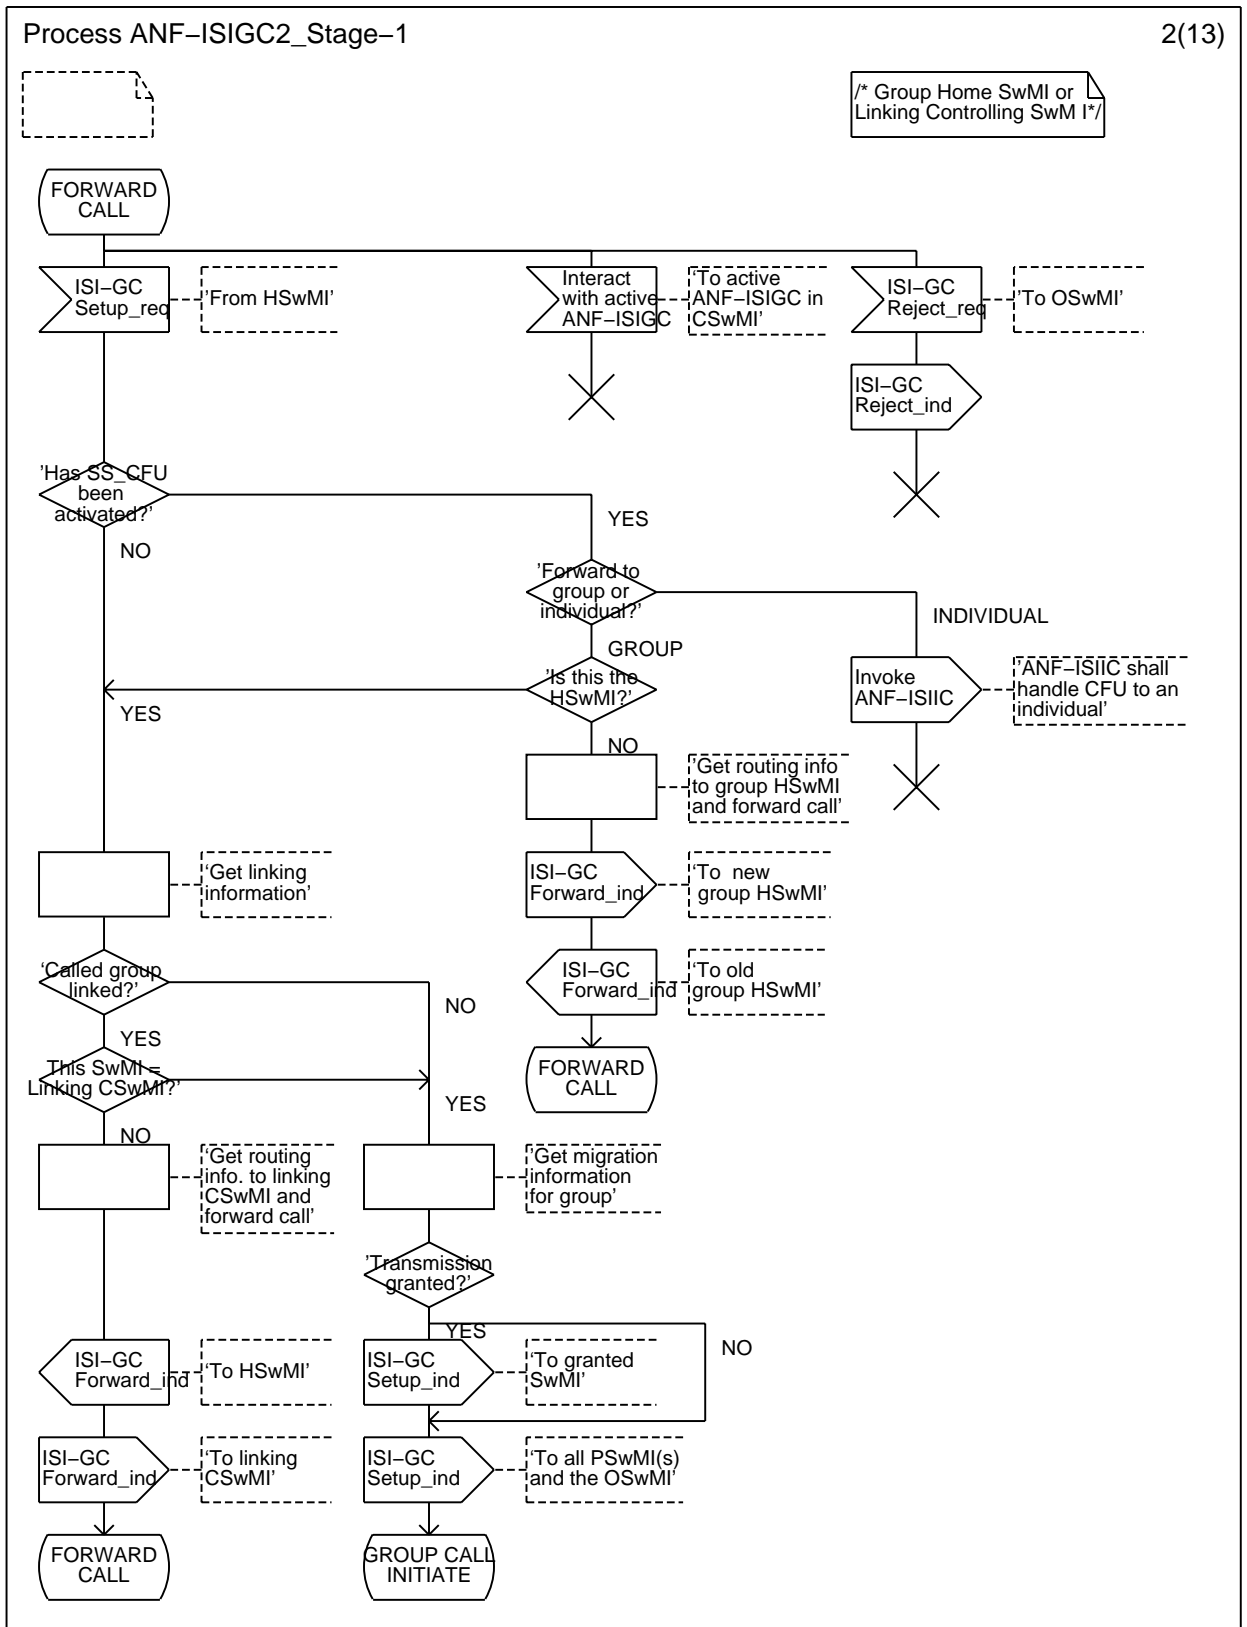 Process ANF−ISIGC2_Stage−1
2(13)
/* Group Home SwMI or
Linking Controlling SwM I*/
FORWARD
CALL
ISI−GC
Setup_req
'From HSwMI'
Interact
with active
ANF−ISIGC
'To active
ANF−ISIGC in
CSwMI'
ISI−GC
Reject_req
'To OSwMI'
ISI−GC
Reject_ind
'Has SS_CFU
been
activated?'
YES
NO
'Forward to
group or
individual?'
INDIVIDUAL
GROUP
'Is this the
HSwMI?'
YES
Invoke
ANF−ISIIC
'ANF−ISIIC shall
handle CFU to an
individual'
NO
'Get routing info
to group HSwMI
and forward call'
'Get linking
information'
ISI−GC
Forward_ind
'To  new
group HSwMI'
'Called group
linked?'
NO
ISI−GC
Forward_ind
'To old
group HSwMI'
YES
This SwMI =
Linking CSwMI?'
YES
FORWARD
CALL
NO
'Get routing
info. to linking
CSwMI and
forward call'
'Get migration
information
for group'
'Transmission
granted?'
YES
NO
ISI−GC
Forward_ind
'To HSwMI'
ISI−GC
Setup_ind
'To granted
SwMI'
ISI−GC
Forward_ind
'To linking
CSwMI'
ISI−GC
Setup_ind
'To all PSwMI(s)
and the OSwMI'
FORWARD
CALL
GROUP CALL
INITIATE